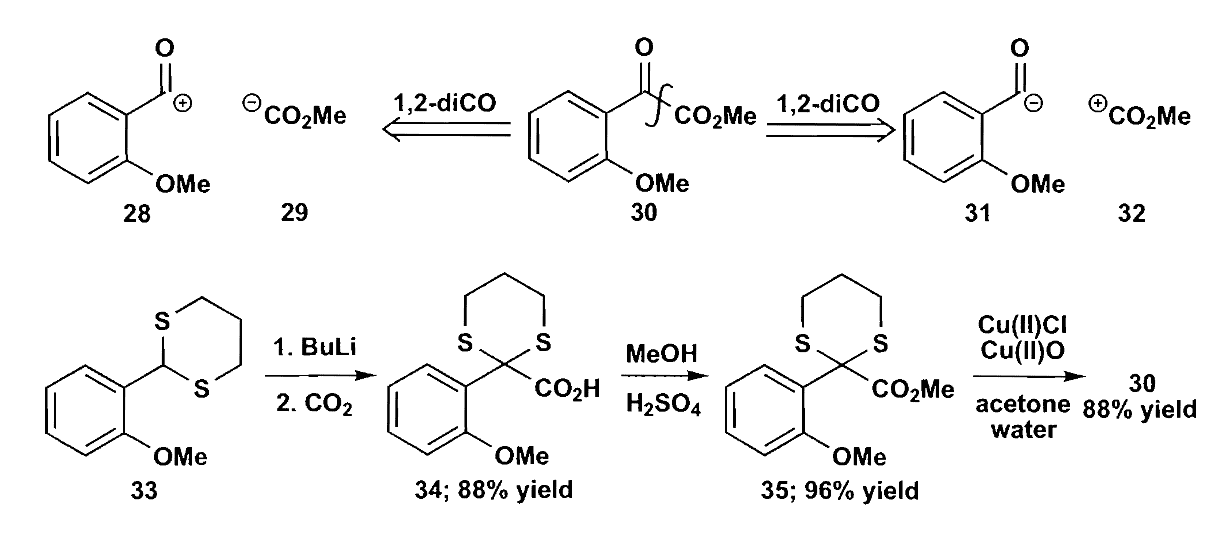 O
⊕
OMe
28
⊖CO2Me
29
1,2-diCO
O
CO2Me
OMe
30
1,2-diCO
O
⊖
OMe
31
⊕CO2Me
32
S
S
OMe
33
1. BuLi
2. CO2
S S
CO2H
OMe
34; 88% yield
MeOH
H2SO4
S S
CO2Me
OMe
35; 96% yield
Cu(II)Cl
Cu(II)O
acetone
water
30
88% yield